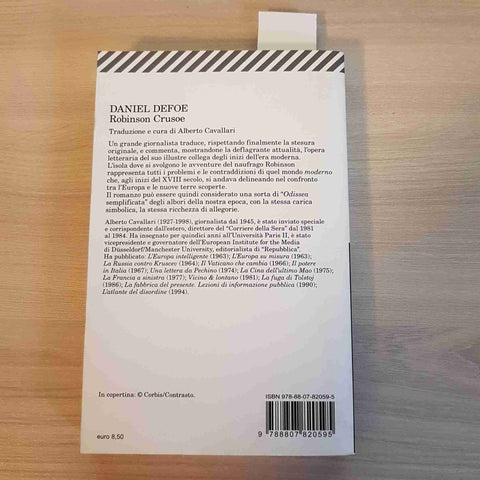 DANIEL DEFOE
Robinson Crusoe
Traduzione e cura di Alberto Cavallari
Un grande giornalista traduce, rispettando finalmente la stesura
originale, e commenta, mostrandone la deflagrante attualità, l'opera
letteraria del suo illustre collega degli inizi dell'era moderna.
L'isola dove si svolgono le avventure del naufrago Robinson
rappresenta tutti i problemi e le contraddizioni di quel mondo moderno
che, agli inizi del XVIII secolo, si andava delineando nel confronto
tra l'Europa e le nuove terre scoperte.
Il romanzo può essere quindi considerato una sorta di "Odissea
semplificata" degli albori della nostra epoca, con la stessa carica
simbolica, la stessa ricchezza di allegorie.
Alberto Cavallari (1927-1998), giornalista dal 1945, è stato inviato speciale
e corrispondente dall'estero, direttore del "Corriere della Sera" dal 1981
al 1984. Ha insegnato per quindici anni all'Université Paris II, è stato
vicepresidente e governatore dell'European Institute for the Media
di Düsseldorf/Manchester University, editorialista di "Repubblica".
Ha pubblicato: L'Europa intelligente (1963); L'Europa su misura (1963);
La Russia contro Kruscev (1964); Il Vaticano che cambia (1966); Il potere
in Italia (1967); Una lettera da Pechino (1974); La Cina dell'ultimo Mao (1975);
La Francia a sinistra (1977); Vicino & lontano (1981); La fuga di Tolstoj
(1986); La fabbrica del presente. Lezioni di informazione pubblica (1990);
L'atlante del disordine (1994).
In copertina: © Corbis/Contrasto.
ISBN 978-88-07-82059-5
9 788807 820595
euro 8,50